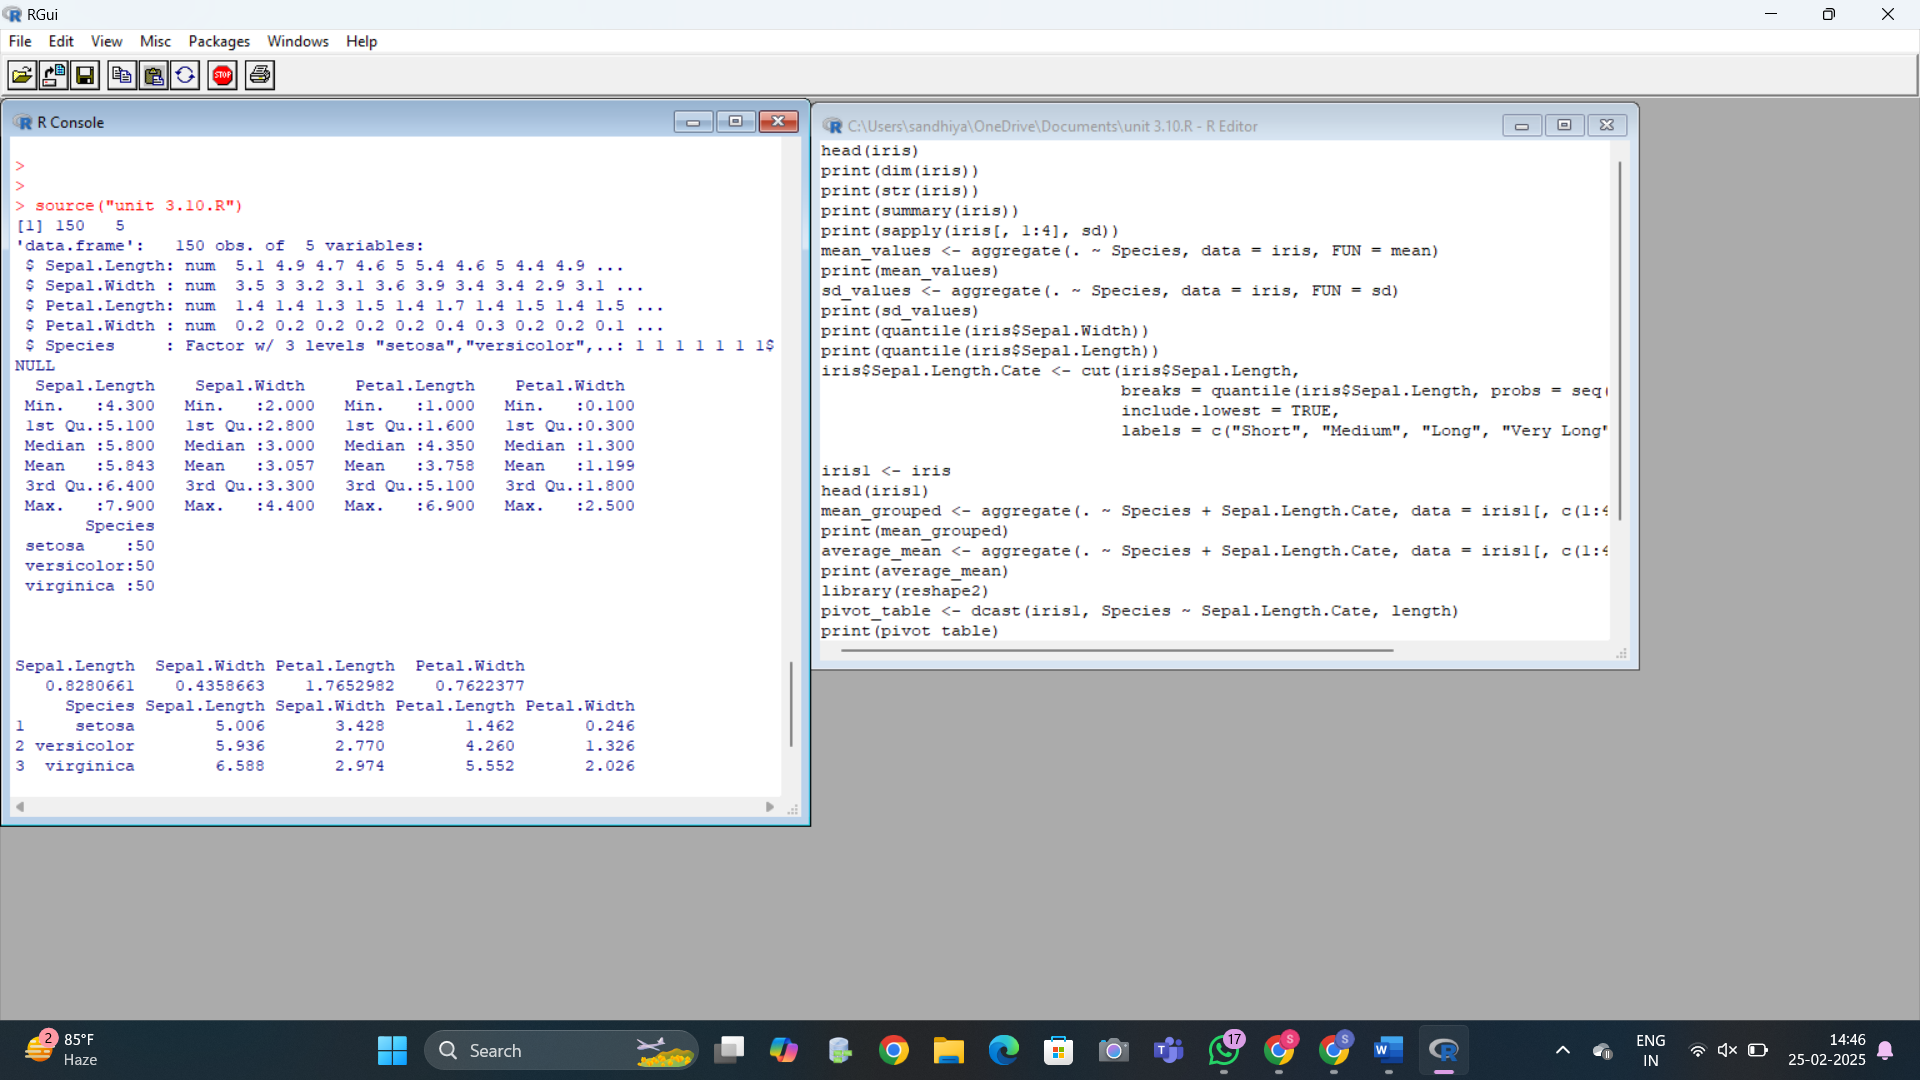 RGui
File Edit View Misc Packages Windows Help
STOP
R Console
>
>
> source("unit 3.10.R")
[1] 150   5
'data.frame':   150 obs. of  5 variables:
 $ Sepal.Length: num  5.1 4.9 4.7 4.6 5 5.4 4.6 5 4.4 4.9 ...
 $ Sepal.Width : num  3.5 3 3.2 3.1 3.6 3.9 3.4 3.4 2.9 3.1 ...
 $ Petal.Length: num  1.4 1.4 1.3 1.5 1.4 1.7 1.4 1.5 1.4 1.5 ...
 $ Petal.Width : num  0.2 0.2 0.2 0.2 0.2 0.4 0.3 0.2 0.2 0.1 ...
 $ Species     : Factor w/ 3 levels "setosa","versicolor",..: 1 1 1 1 1 1 1$
NULL
  Sepal.Length    Sepal.Width     Petal.Length    Petal.Width
 Min.   :4.300   Min.   :2.000   Min.   :1.000   Min.   :0.100
 1st Qu.:5.100   1st Qu.:2.800   1st Qu.:1.600   1st Qu.:0.300
 Median :5.800   Median :3.000   Median :4.350   Median :1.300
 Mean   :5.843   Mean   :3.057   Mean   :3.758   Mean   :1.199
 3rd Qu.:6.400   3rd Qu.:3.300   3rd Qu.:5.100   3rd Qu.:1.800
 Max.   :7.900   Max.   :4.400   Max.   :6.900   Max.   :2.500
       Species
 setosa    :50
 versicolor:50
 virginica :50
Sepal.Length  Sepal.Width Petal.Length  Petal.Width
   0.8280661    0.4358663    1.7652982    0.7622377
     Species Sepal.Length Sepal.Width Petal.Length Petal.Width
1     setosa        5.006       3.428        1.462       0.246
2 versicolor        5.936       2.770        4.260       1.326
3  virginica        6.588       2.974        5.552       2.026
C:\Users\sandhiya\OneDrive\Documents\unit 3.10.R - R Editor
head(iris)
print(dim(iris))
print(str(iris))
print(summary(iris))
print(sapply(iris[, 1:4], sd))
mean_values <- aggregate(. ~ Species, data = iris, FUN = mean)
print(mean_values)
sd_values <- aggregate(. ~ Species, data = iris, FUN = sd)
print(sd_values)
print(quantile(iris$Sepal.Width))
print(quantile(iris$Sepal.Length))
iris$Sepal.Length.Cate <- cut(iris$Sepal.Length,
                              breaks = quantile(iris$Sepal.Length, probs = seq(
                              include.lowest = TRUE,
                              labels = c("Short", "Medium", "Long", "Very Long"
iris1 <- iris
head(iris1)
mean_grouped <- aggregate(. ~ Species + Sepal.Length.Cate, data = iris1[, c(1:4
print(mean_grouped)
average_mean <- aggregate(. ~ Species + Sepal.Length.Cate, data = iris1[, c(1:4
print(average_mean)
library(reshape2)
pivot_table <- dcast(iris1, Species ~ Sepal.Length.Cate, length)
print(pivot table)
2
85°F
Haze
Search
17
S
S
ENG
IN
14:46
25-02-2025